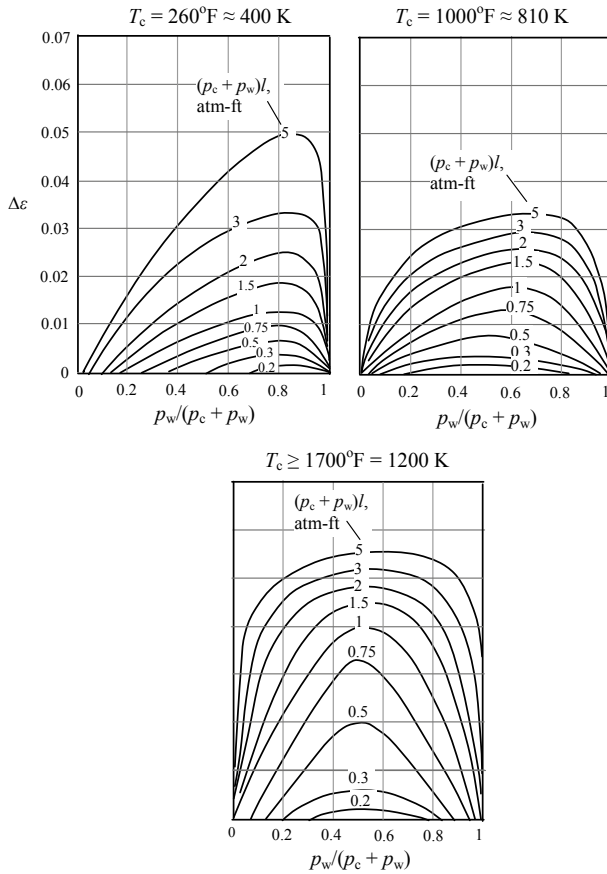 T_c = 260°F ≈ 400 K
0.07
0.06
0.05
0.04
Δε
0.03
0.02
0.01
0
(p_c + p_w)l,
atm-ft
5
3
2
1.5
1
0.75
0.5
0.3
0.2
0 0.2 0.4 0.6 0.8 1
p_w/(p_c + p_w)
T_c = 1000°F ≈ 810 K
(p_c + p_w)l,
atm-ft
5
3
2
1.5
1
0.75
0.5
0.3
0.2
0 0.2 0.4 0.6 0.8 1
p_w/(p_c + p_w)
T_c ≥ 1700°F = 1200 K
(p_c + p_w)l,
atm-ft
5
3
2
1.5
1
0.75
0.5
0.3
0.2
0 0.2 0.4 0.6 0.8 1
p_w/(p_c + p_w)